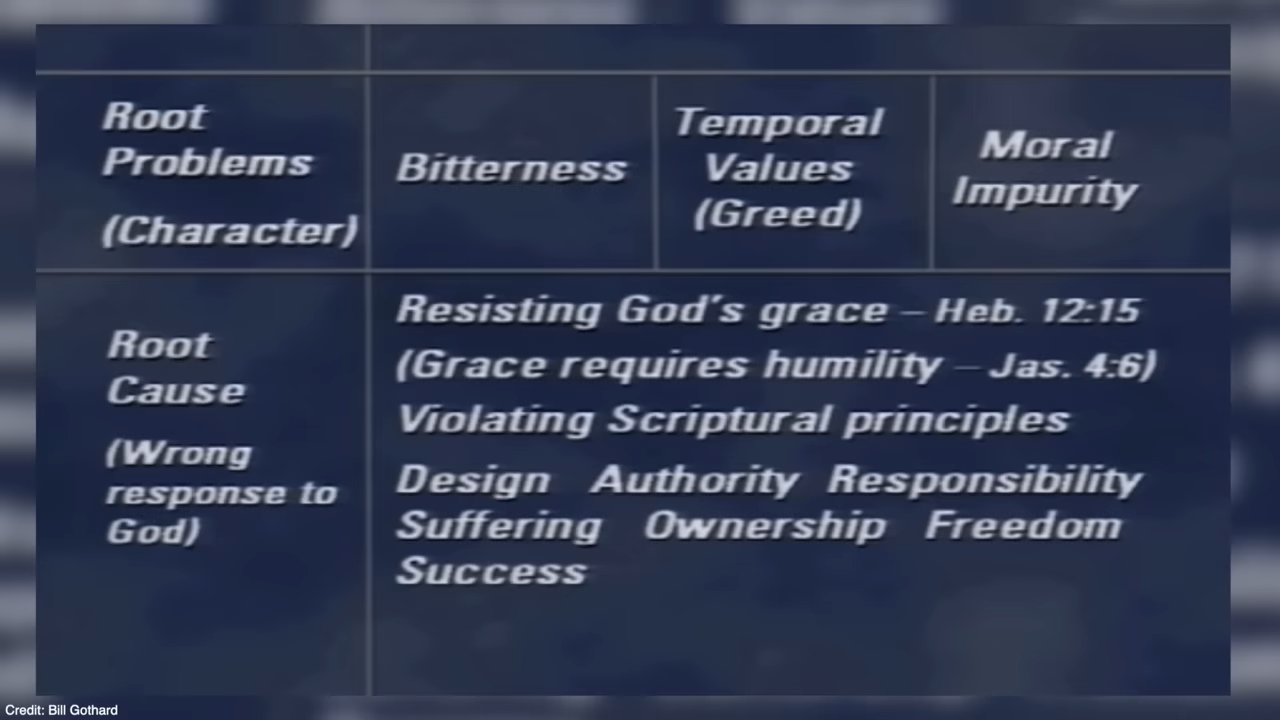 Root
Problems
(Character)
Bitterness
Temporal
Values
(Greed)
Moral
Impurity
Root
Cause
(Wrong
response to
God)
Resisting God's grace – Heb. 12:15
(Grace requires humility – Jas. 4:6)
Violating Scriptural principles
Design Authority Responsibility
Suffering Ownership Freedom
Success
Credit: Bill Gothard